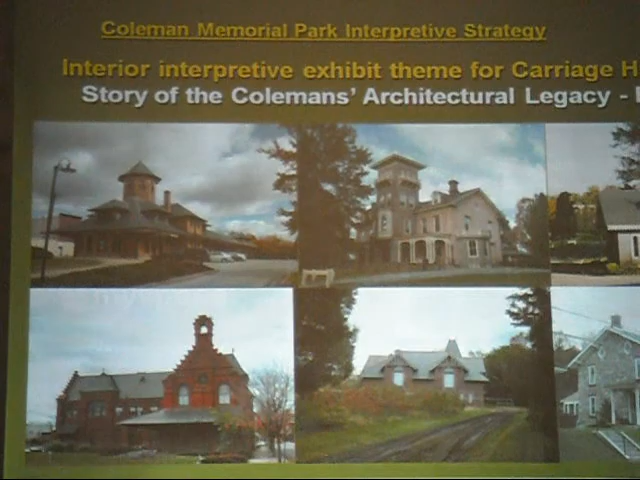 Coleman Memorial Park Interpretive Strategy
Interior interpretive exhibit theme for Carriage H
Story of the Colemans' Architectural Legacy -